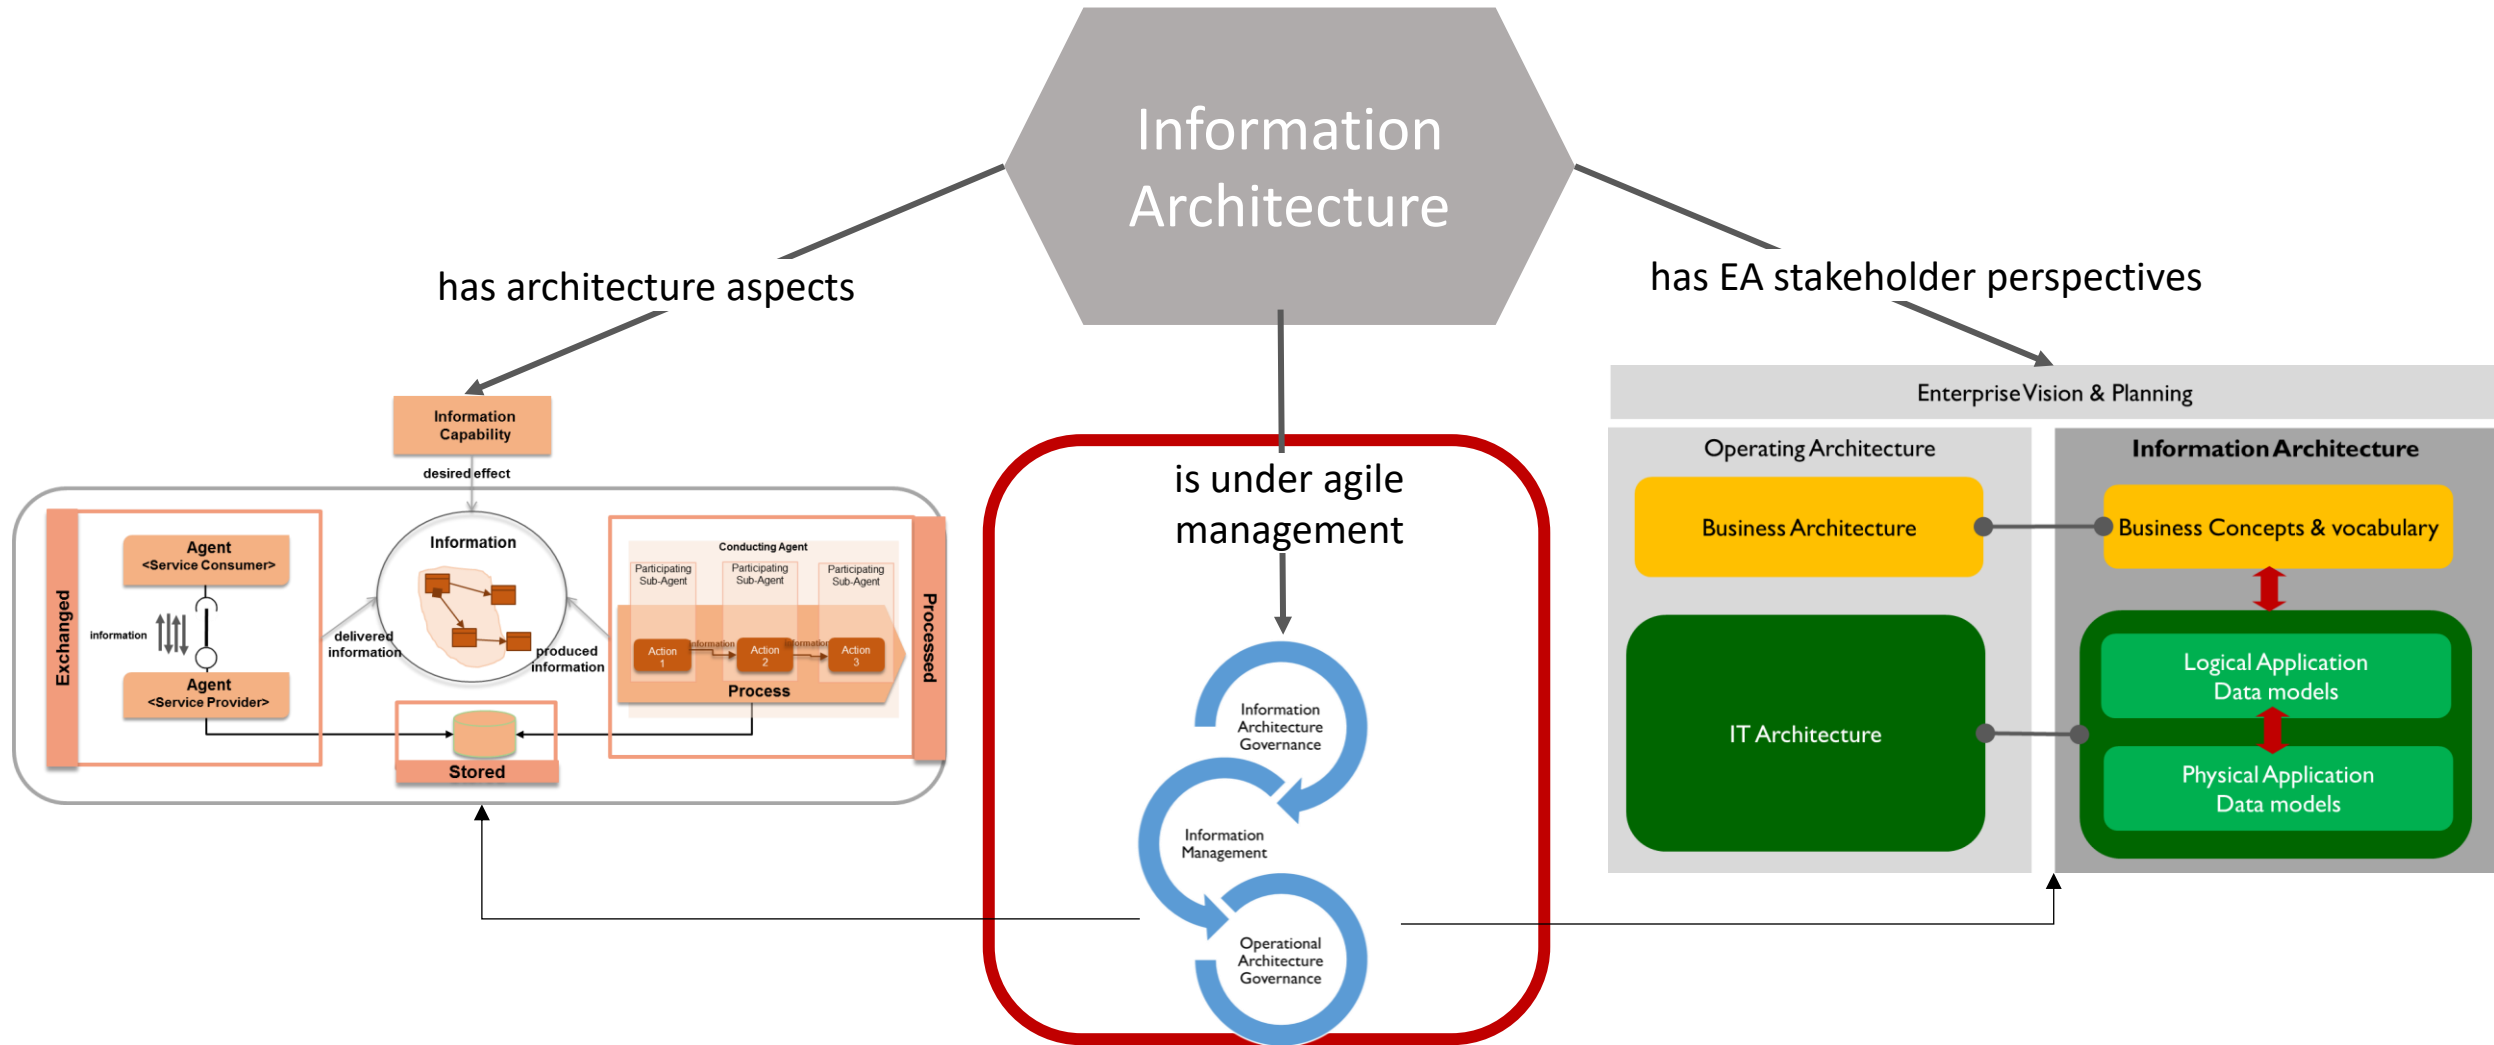 Information
Architecture
has architecture aspects
has EA stakeholder perspectives
is under agile
management
Information
Capability
desired effect
Exchanged
Agent
<Service Consumer>
information
Agent
<Service Provider>
delivered
information
Information
produced
information
Stored
Conducting Agent
Participating
Sub-Agent
Participating
Sub-Agent
Participating
Sub-Agent
Action
1
information
Action
2
information
Action
3
Process
Processed
Information
Architecture
Governance
Information
Management
Operational
Architecture
Governance
Enterprise Vision & Planning
Operating Architecture
Business Architecture
IT Architecture
Information Architecture
Business Concepts & vocabulary
Logical Application
Data models
Physical Application
Data models